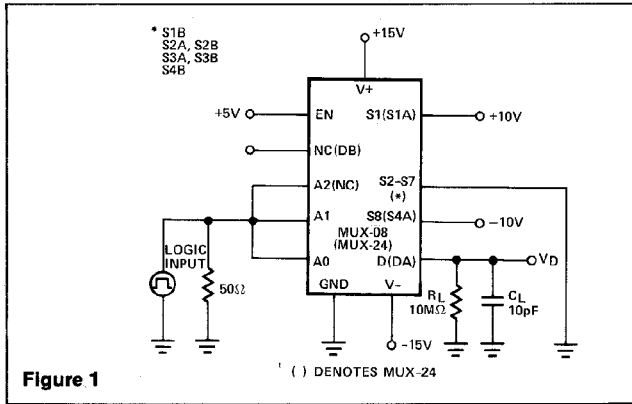 * S1B
S2A, S2B
S3A, S3B
S4B
+15V
V+
+5V
EN
S1(S1A)
+10V
NC(DB)
A2(NC)
S2–S7
(*)
A1
S8(S4A)
−10V
MUX-08
(MUX-24)
LOGIC
INPUT
A0
D(DA)
VD
50Ω
GND
V−
RL
10MΩ
CL
10pF
−15V
( ) DENOTES MUX-24
Figure 1